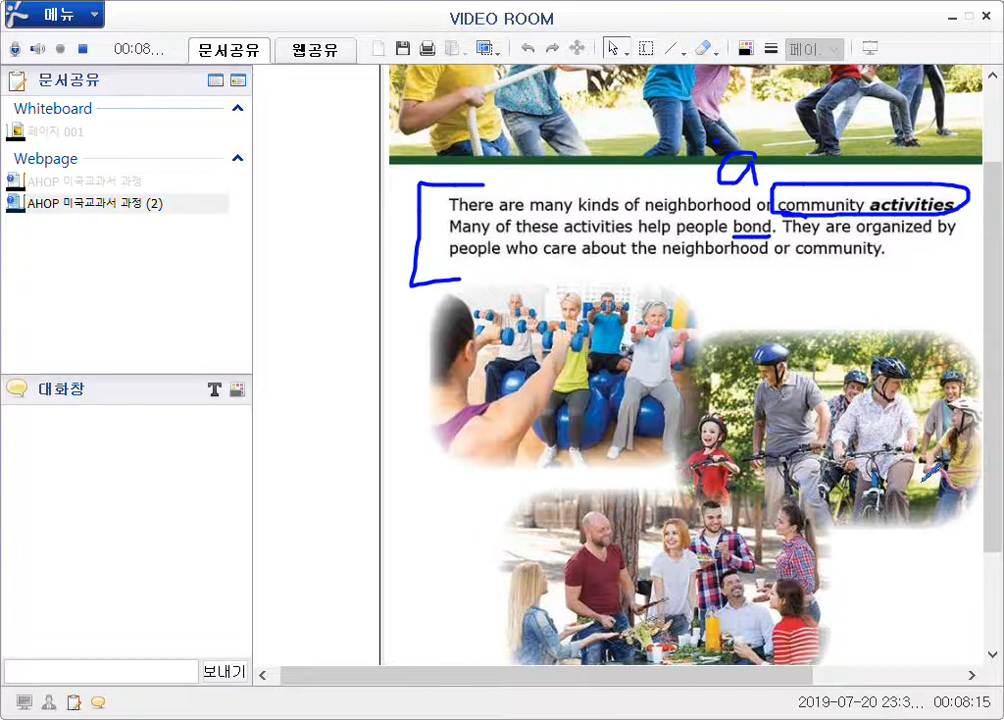 메뉴
VIDEO ROOM
00:08...
문서공유
웹공유
페이.
문서공유
Whiteboard
페이지 001
Webpage
AHOP 미국교과서 과정
AHOP 미국교과서 과정 (2)
대화창
T
보내기
a
There are many kinds of neighborhood or community activities.
Many of these activities help people bond. They are organized by
people who care about the neighborhood or community.
2019-07-20 23:3...
00:08:15